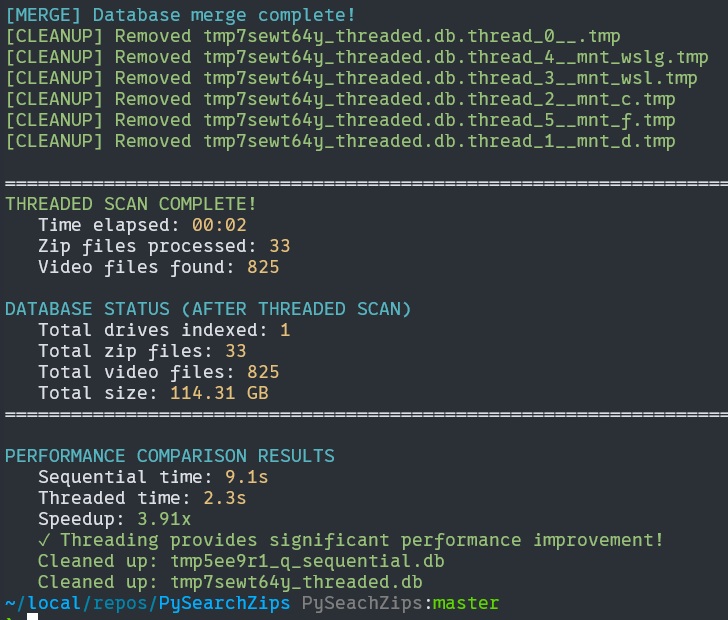 [MERGE] Database merge complete!
[CLEANUP] Removed tmp7sewt64y_threaded.db.thread_0__.tmp
[CLEANUP] Removed tmp7sewt64y_threaded.db.thread_4__mnt_wslg.tmp
[CLEANUP] Removed tmp7sewt64y_threaded.db.thread_3__mnt_wsl.tmp
[CLEANUP] Removed tmp7sewt64y_threaded.db.thread_2__mnt_c.tmp
[CLEANUP] Removed tmp7sewt64y_threaded.db.thread_5__mnt_f.tmp
[CLEANUP] Removed tmp7sewt64y_threaded.db.thread_1__mnt_d.tmp
==================================================================
THREADED SCAN COMPLETE!
Time elapsed: 00:02
Zip files processed: 33
Video files found: 825
DATABASE STATUS (AFTER THREADED SCAN)
Total drives indexed: 1
Total zip files: 33
Total video files: 825
Total size: 114.31 GB
==================================================================
PERFORMANCE COMPARISON RESULTS
Sequential time: 9.1s
Threaded time: 2.3s
Speedup: 3.91x
✓ Threading provides significant performance improvement!
Cleaned up: tmp5ee9r1_q_sequential.db
Cleaned up: tmp7sewt64y_threaded.db
~/local/repos/PySearchZips PySeachZips:master